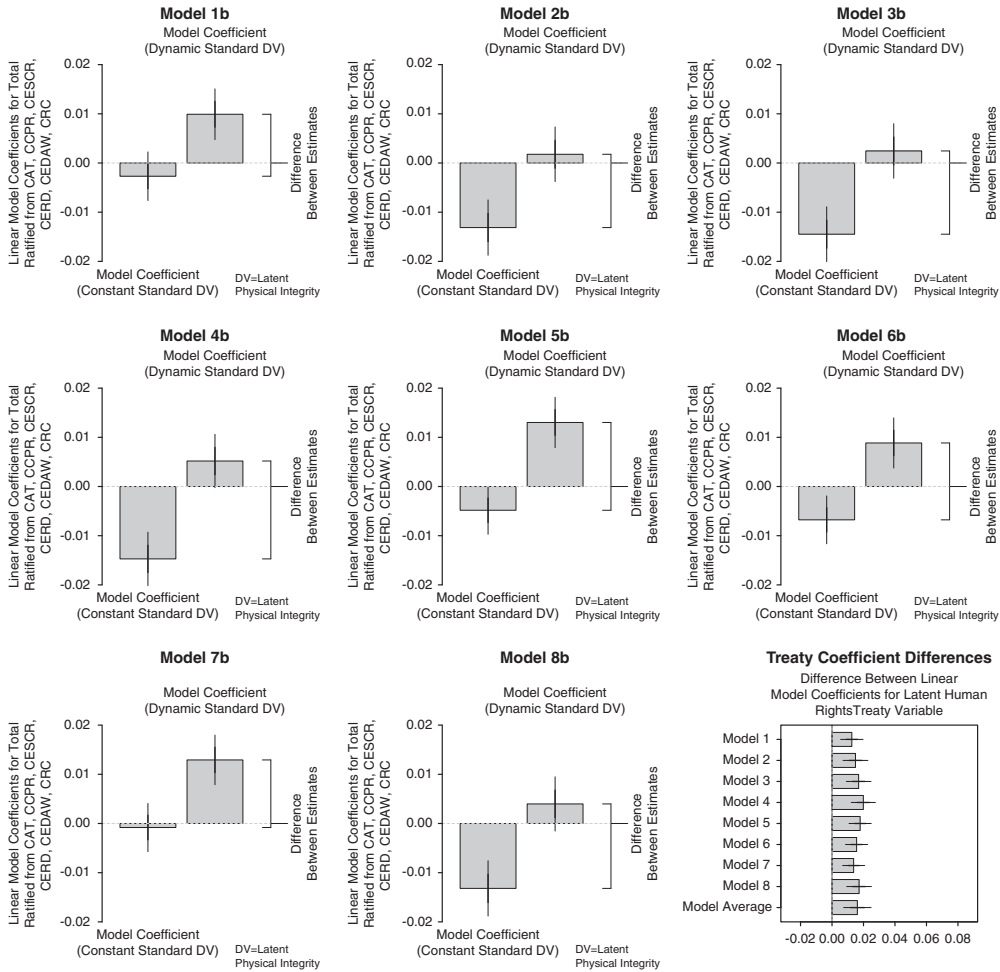 Model 1b
Model Coefficient
(Dynamic Standard DV)
Linear Model Coefficients for Total
Ratified from CAT, CCPR, CESCR,
CERD, CEDAW, CRC
0.02
0.01
0.00
-0.01
-0.02
Difference
Between Estimates
Model Coefficient
(Constant Standard DV)
DV=Latent
Physical Integrity
Model 2b
Model Coefficient
(Dynamic Standard DV)
Linear Model Coefficients for Total
Ratified from CAT, CCPR, CESCR,
CERD, CEDAW, CRC
0.02
0.01
0.00
-0.01
-0.02
Difference
Between Estimates
Model Coefficient
(Constant Standard DV)
DV=Latent
Physical Integrity
Model 3b
Model Coefficient
(Dynamic Standard DV)
Linear Model Coefficients for Total
Ratified from CAT, CCPR, CESCR,
CERD, CEDAW, CRC
0.02
0.01
0.00
-0.01
-0.02
Difference
Between Estimates
Model Coefficient
(Constant Standard DV)
DV=Latent
Physical Integrity
Model 4b
Model Coefficient
(Dynamic Standard DV)
Linear Model Coefficients for Total
Ratified from CAT, CCPR, CESCR,
CERD, CEDAW, CRC
0.02
0.01
0.00
-0.01
-0.02
Difference
Between Estimates
Model Coefficient
(Constant Standard DV)
DV=Latent
Physical Integrity
Model 5b
Model Coefficient
(Dynamic Standard DV)
Linear Model Coefficients for Total
Ratified from CAT, CCPR, CESCR,
CERD, CEDAW, CRC
0.02
0.01
0.00
-0.01
-0.02
Difference
Between Estimates
Model Coefficient
(Constant Standard DV)
DV=Latent
Physical Integrity
Model 6b
Model Coefficient
(Dynamic Standard DV)
Linear Model Coefficients for Total
Ratified from CAT, CCPR, CESCR,
CERD, CEDAW, CRC
0.02
0.01
0.00
-0.01
-0.02
Difference
Between Estimates
Model Coefficient
(Constant Standard DV)
DV=Latent
Physical Integrity
Model 7b
Model Coefficient
(Dynamic Standard DV)
Linear Model Coefficients for Total
Ratified from CAT, CCPR, CESCR,
CERD, CEDAW, CRC
0.02
0.01
0.00
-0.01
-0.02
Difference
Between Estimates
Model Coefficient
(Constant Standard DV)
DV=Latent
Physical Integrity
Model 8b
Model Coefficient
(Dynamic Standard DV)
Linear Model Coefficients for Total
Ratified from CAT, CCPR, CESCR,
CERD, CEDAW, CRC
0.02
0.01
0.00
-0.01
-0.02
Difference
Between Estimates
Model Coefficient
(Constant Standard DV)
DV=Latent
Physical Integrity
Treaty Coefficient Differences
Difference Between Linear
Model Coefficients for Latent Human
RightsTreaty Variable
Model 1
Model 2
Model 3
Model 4
Model 5
Model 6
Model 7
Model 8
Model Average
-0.02 0.00 0.02 0.04 0.06 0.08